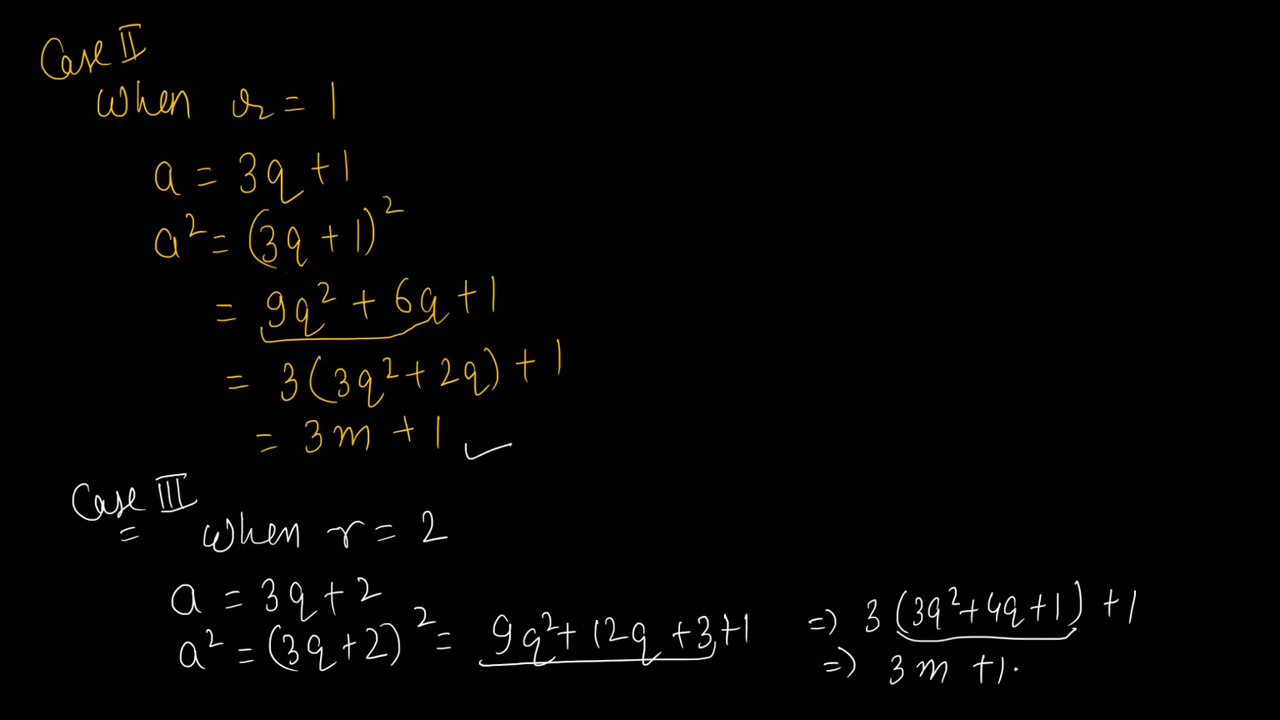 Case II
When r = 1
a = 3q + 1
a² = (3q + 1)²
= 9q² + 6q + 1
= 3(3q² + 2q) + 1
= 3m + 1 ✓
Case III
= When r = 2
a = 3q + 2
a² = (3q + 2)² = 9q² + 12q + 3 + 1 => 3(3q² + 4q + 1) + 1
=> 3m + 1.